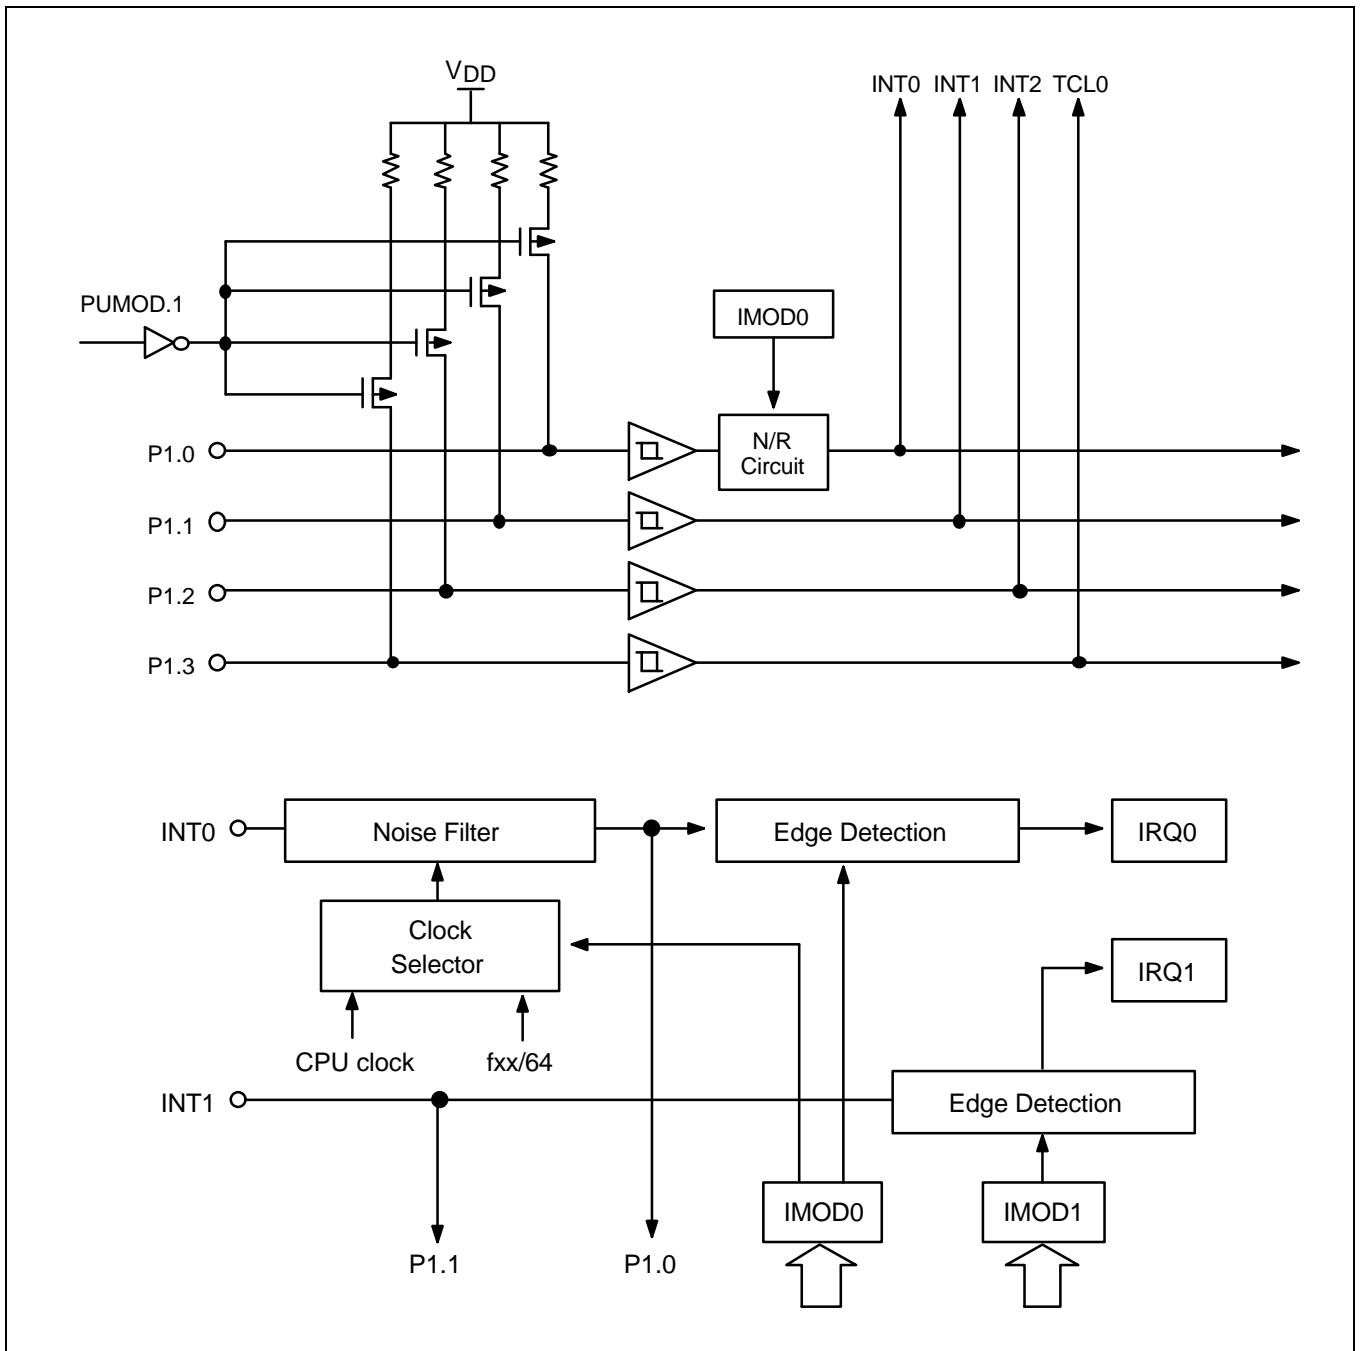 VDD
INT0 INT1 INT2 TCL0
PUMOD.1
IMOD0
P1.0
N/R
Circuit
P1.1
P1.2
P1.3
INT0
Noise Filter
Edge Detection
IRQ0
Clock
Selector
IRQ1
CPU clock
fxx/64
INT1
Edge Detection
IMOD0
IMOD1
P1.1
P1.0